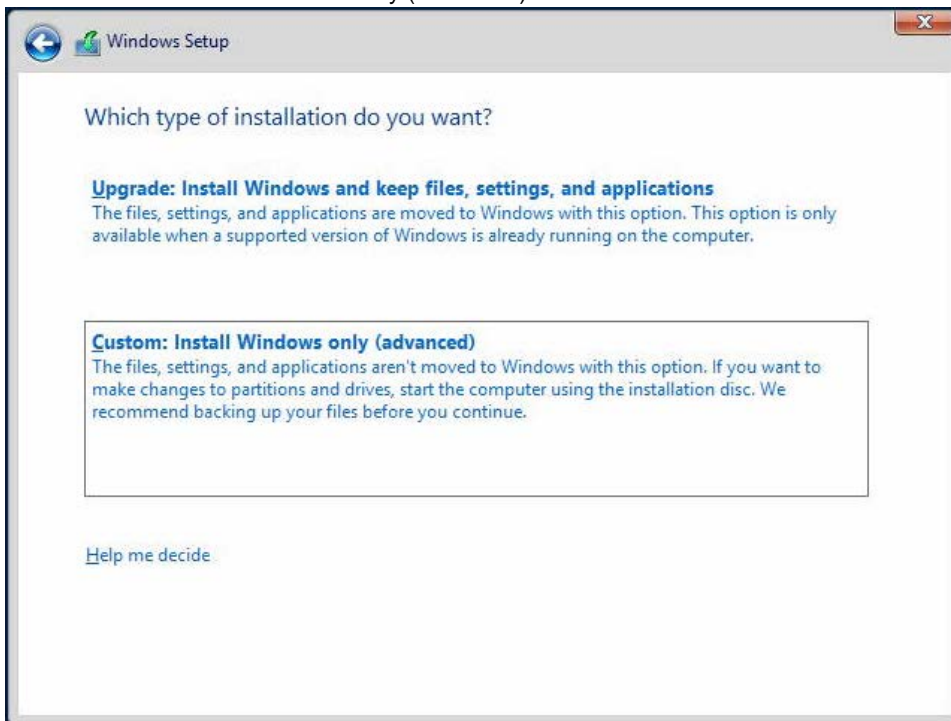 Windows Setup
Which type of installation do you want?
Upgrade: Install Windows and keep files, settings, and applications
The files, settings, and applications are moved to Windows with this option. This option is only
available when a supported version of Windows is already running on the computer.
Custom: Install Windows only (advanced)
The files, settings, and applications aren't moved to Windows with this option. If you want to
make changes to partitions and drives, start the computer using the installation disc. We
recommend backing up your files before you continue.
Help me decide